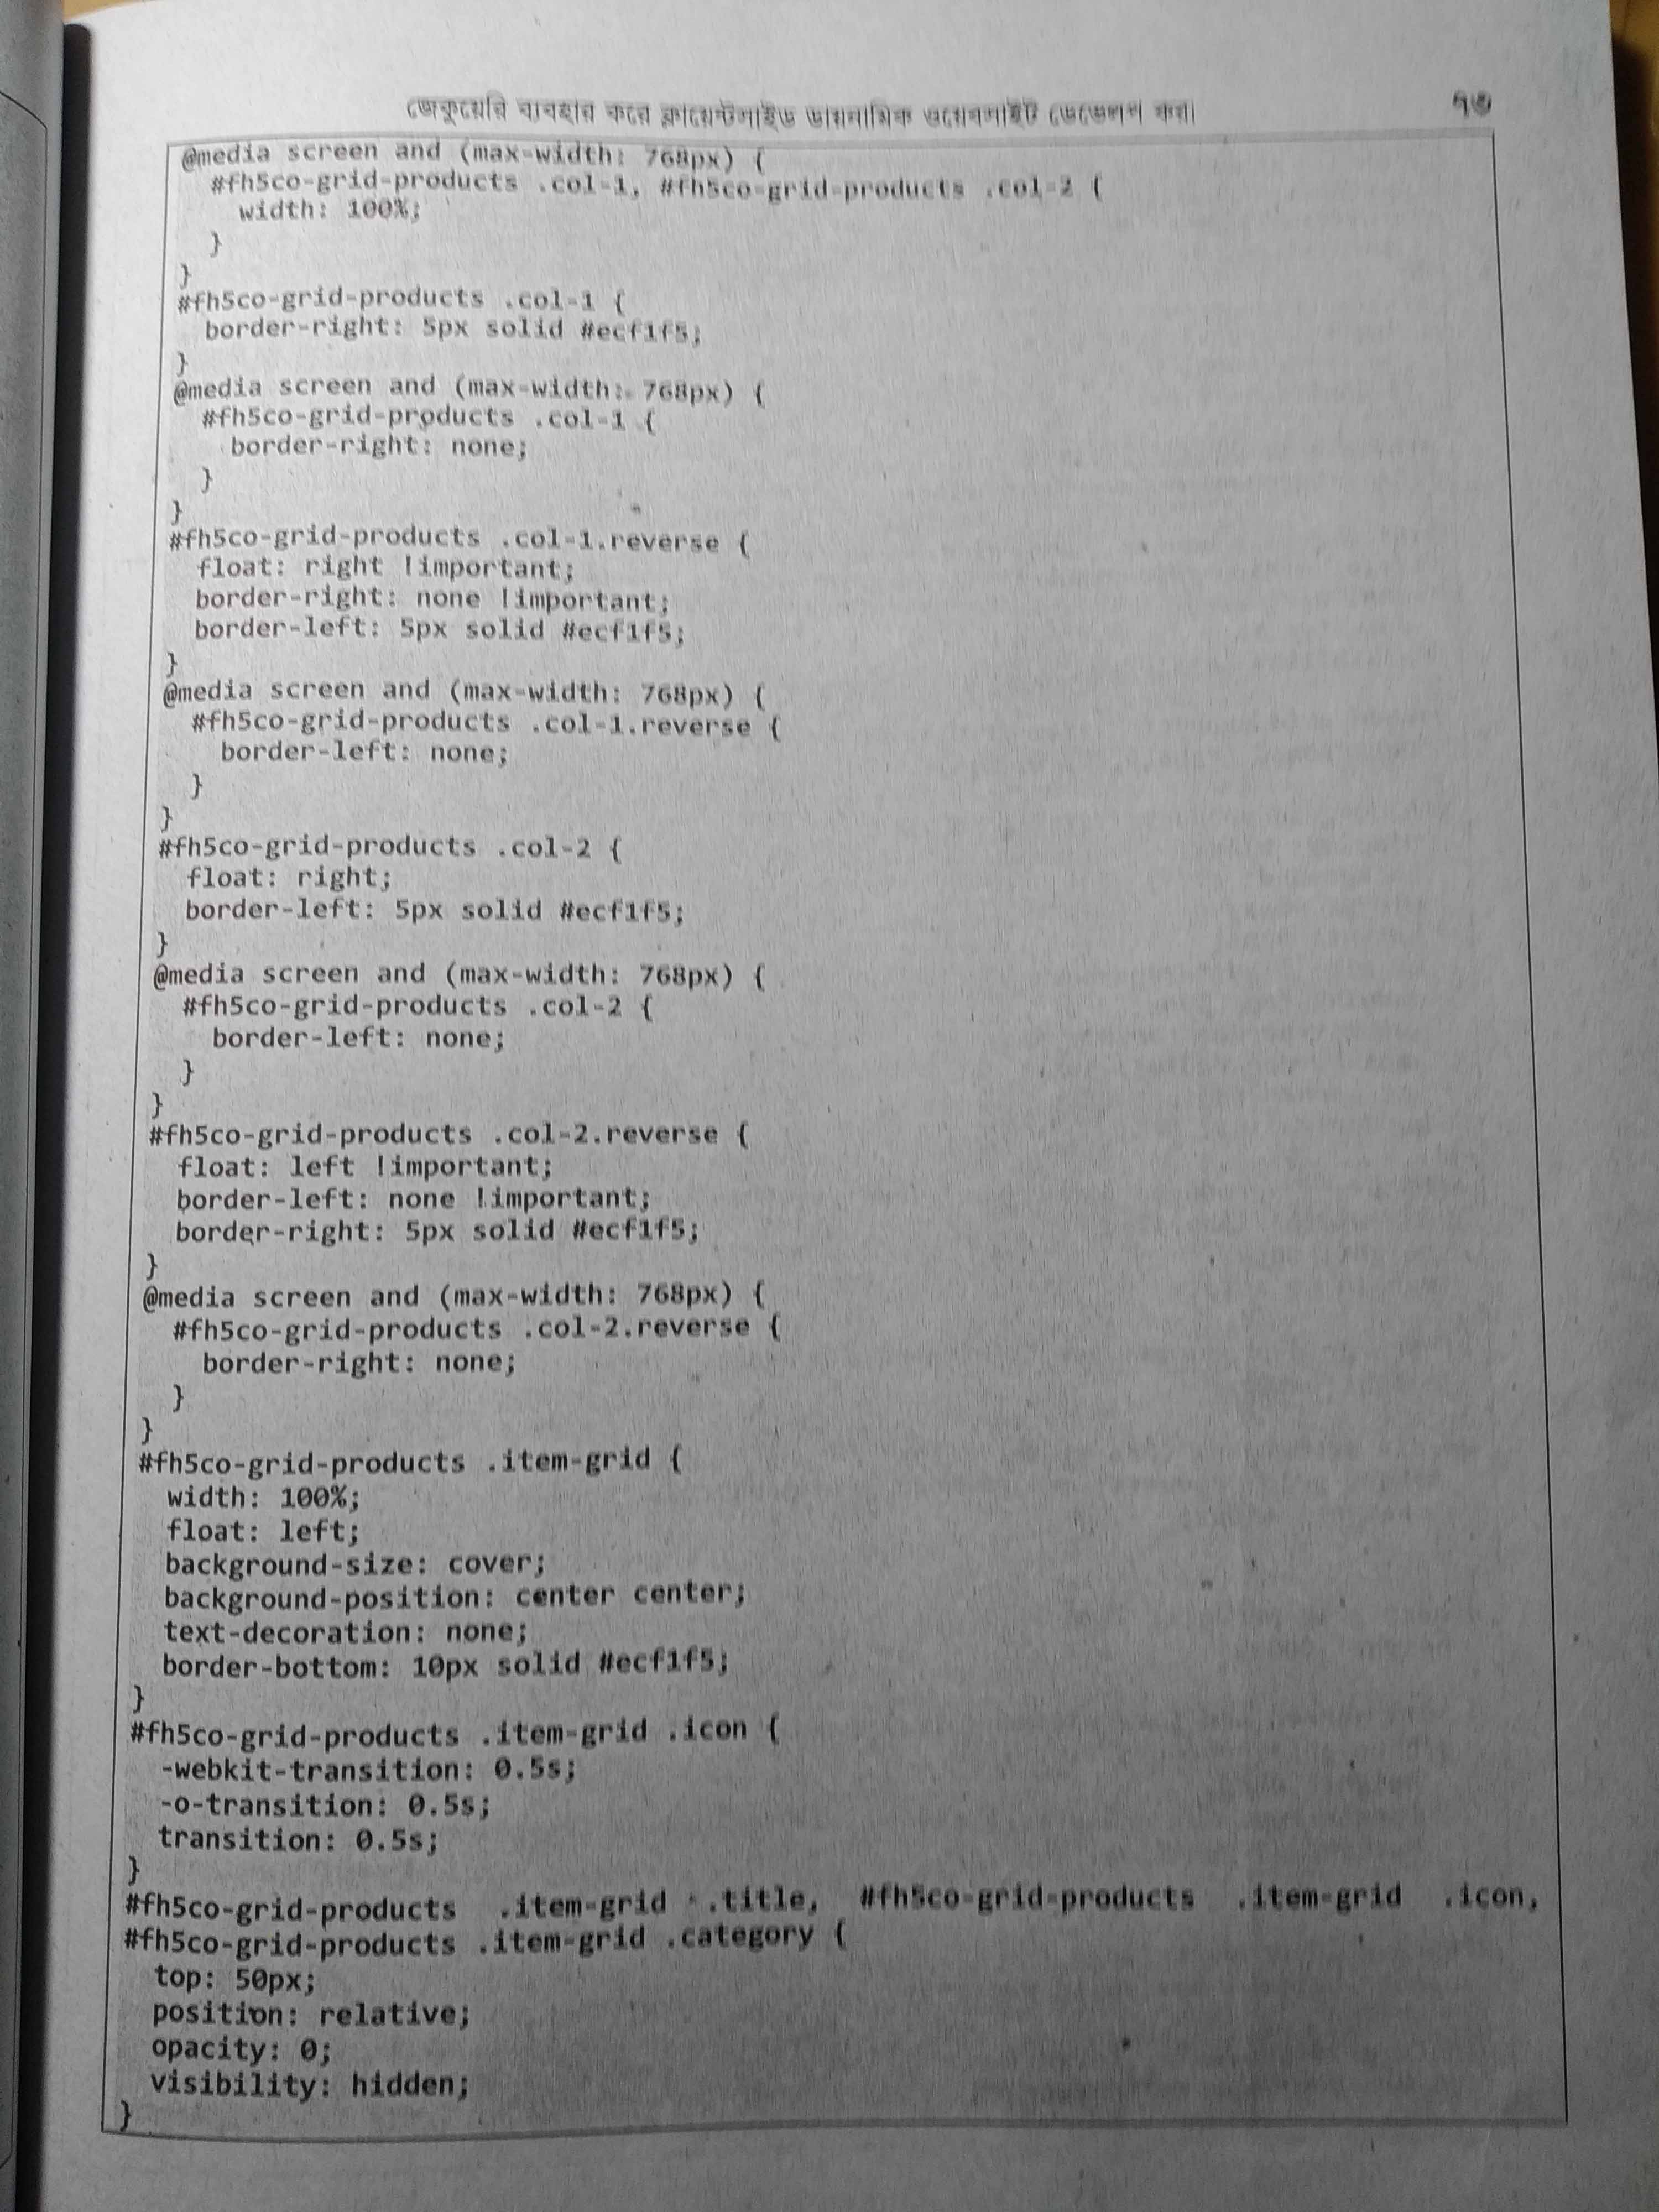 জেকুয়েরি ব্যবহার করে ক্লায়েন্টসাইড ডায়নামিক ওয়েবসাইট ডেভেলপ করা ৭৩
@media screen and (max-width: 768px) {
#fh5co-grid-products .col-1, #fh5co-grid-products .col-2 {
width: 100%;
}
}
#fh5co-grid-products .col-1 {
border-right: 5px solid #ecf1f5;
}
@media screen and (max-width: 768px) {
#fh5co-grid-products .col-1 {
border-right: none;
}
}
#fh5co-grid-products .col-1.reverse {
float: right !important;
border-right: none !important;
border-left: 5px solid #ecf1f5;
}
@media screen and (max-width: 768px) {
#fh5co-grid-products .col-1.reverse {
border-left: none;
}
}
#fh5co-grid-products .col-2 {
float: right;
border-left: 5px solid #ecf1f5;
}
@media screen and (max-width: 768px) {
#fh5co-grid-products .col-2 {
border-left: none;
}
}
#fh5co-grid-products .col-2.reverse {
float: left !important;
border-left: none !important;
border-right: 5px solid #ecf1f5;
}
@media screen and (max-width: 768px) {
#fh5co-grid-products .col-2.reverse {
border-right: none;
}
}
#fh5co-grid-products .item-grid {
width: 100%;
float: left;
background-size: cover;
background-position: center center;
text-decoration: none;
border-bottom: 10px solid #ecf1f5;
}
#fh5co-grid-products .item-grid .icon {
-webkit-transition: 0.5s;
-o-transition: 0.5s;
transition: 0.5s;
}
#fh5co-grid-products .item-grid .title, #fh5co-grid-products .item-grid .icon,
#fh5co-grid-products .item-grid .category {
top: 50px;
position: relative;
opacity: 0;
visibility: hidden;
}